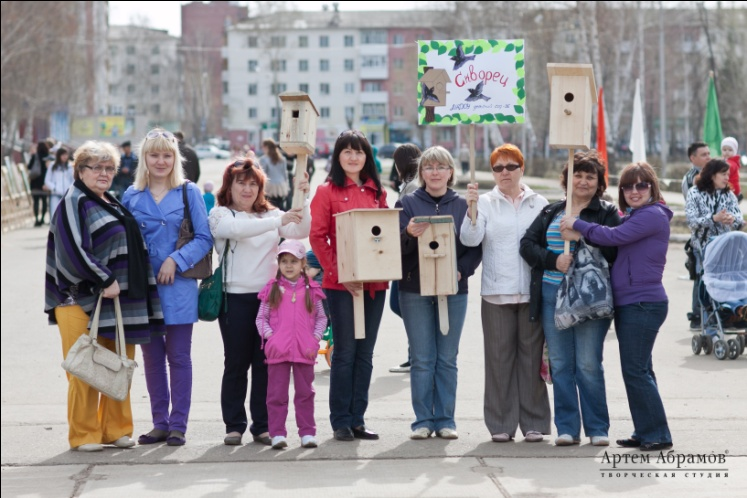 Скворец
Артем Абрамов®
творческая студия